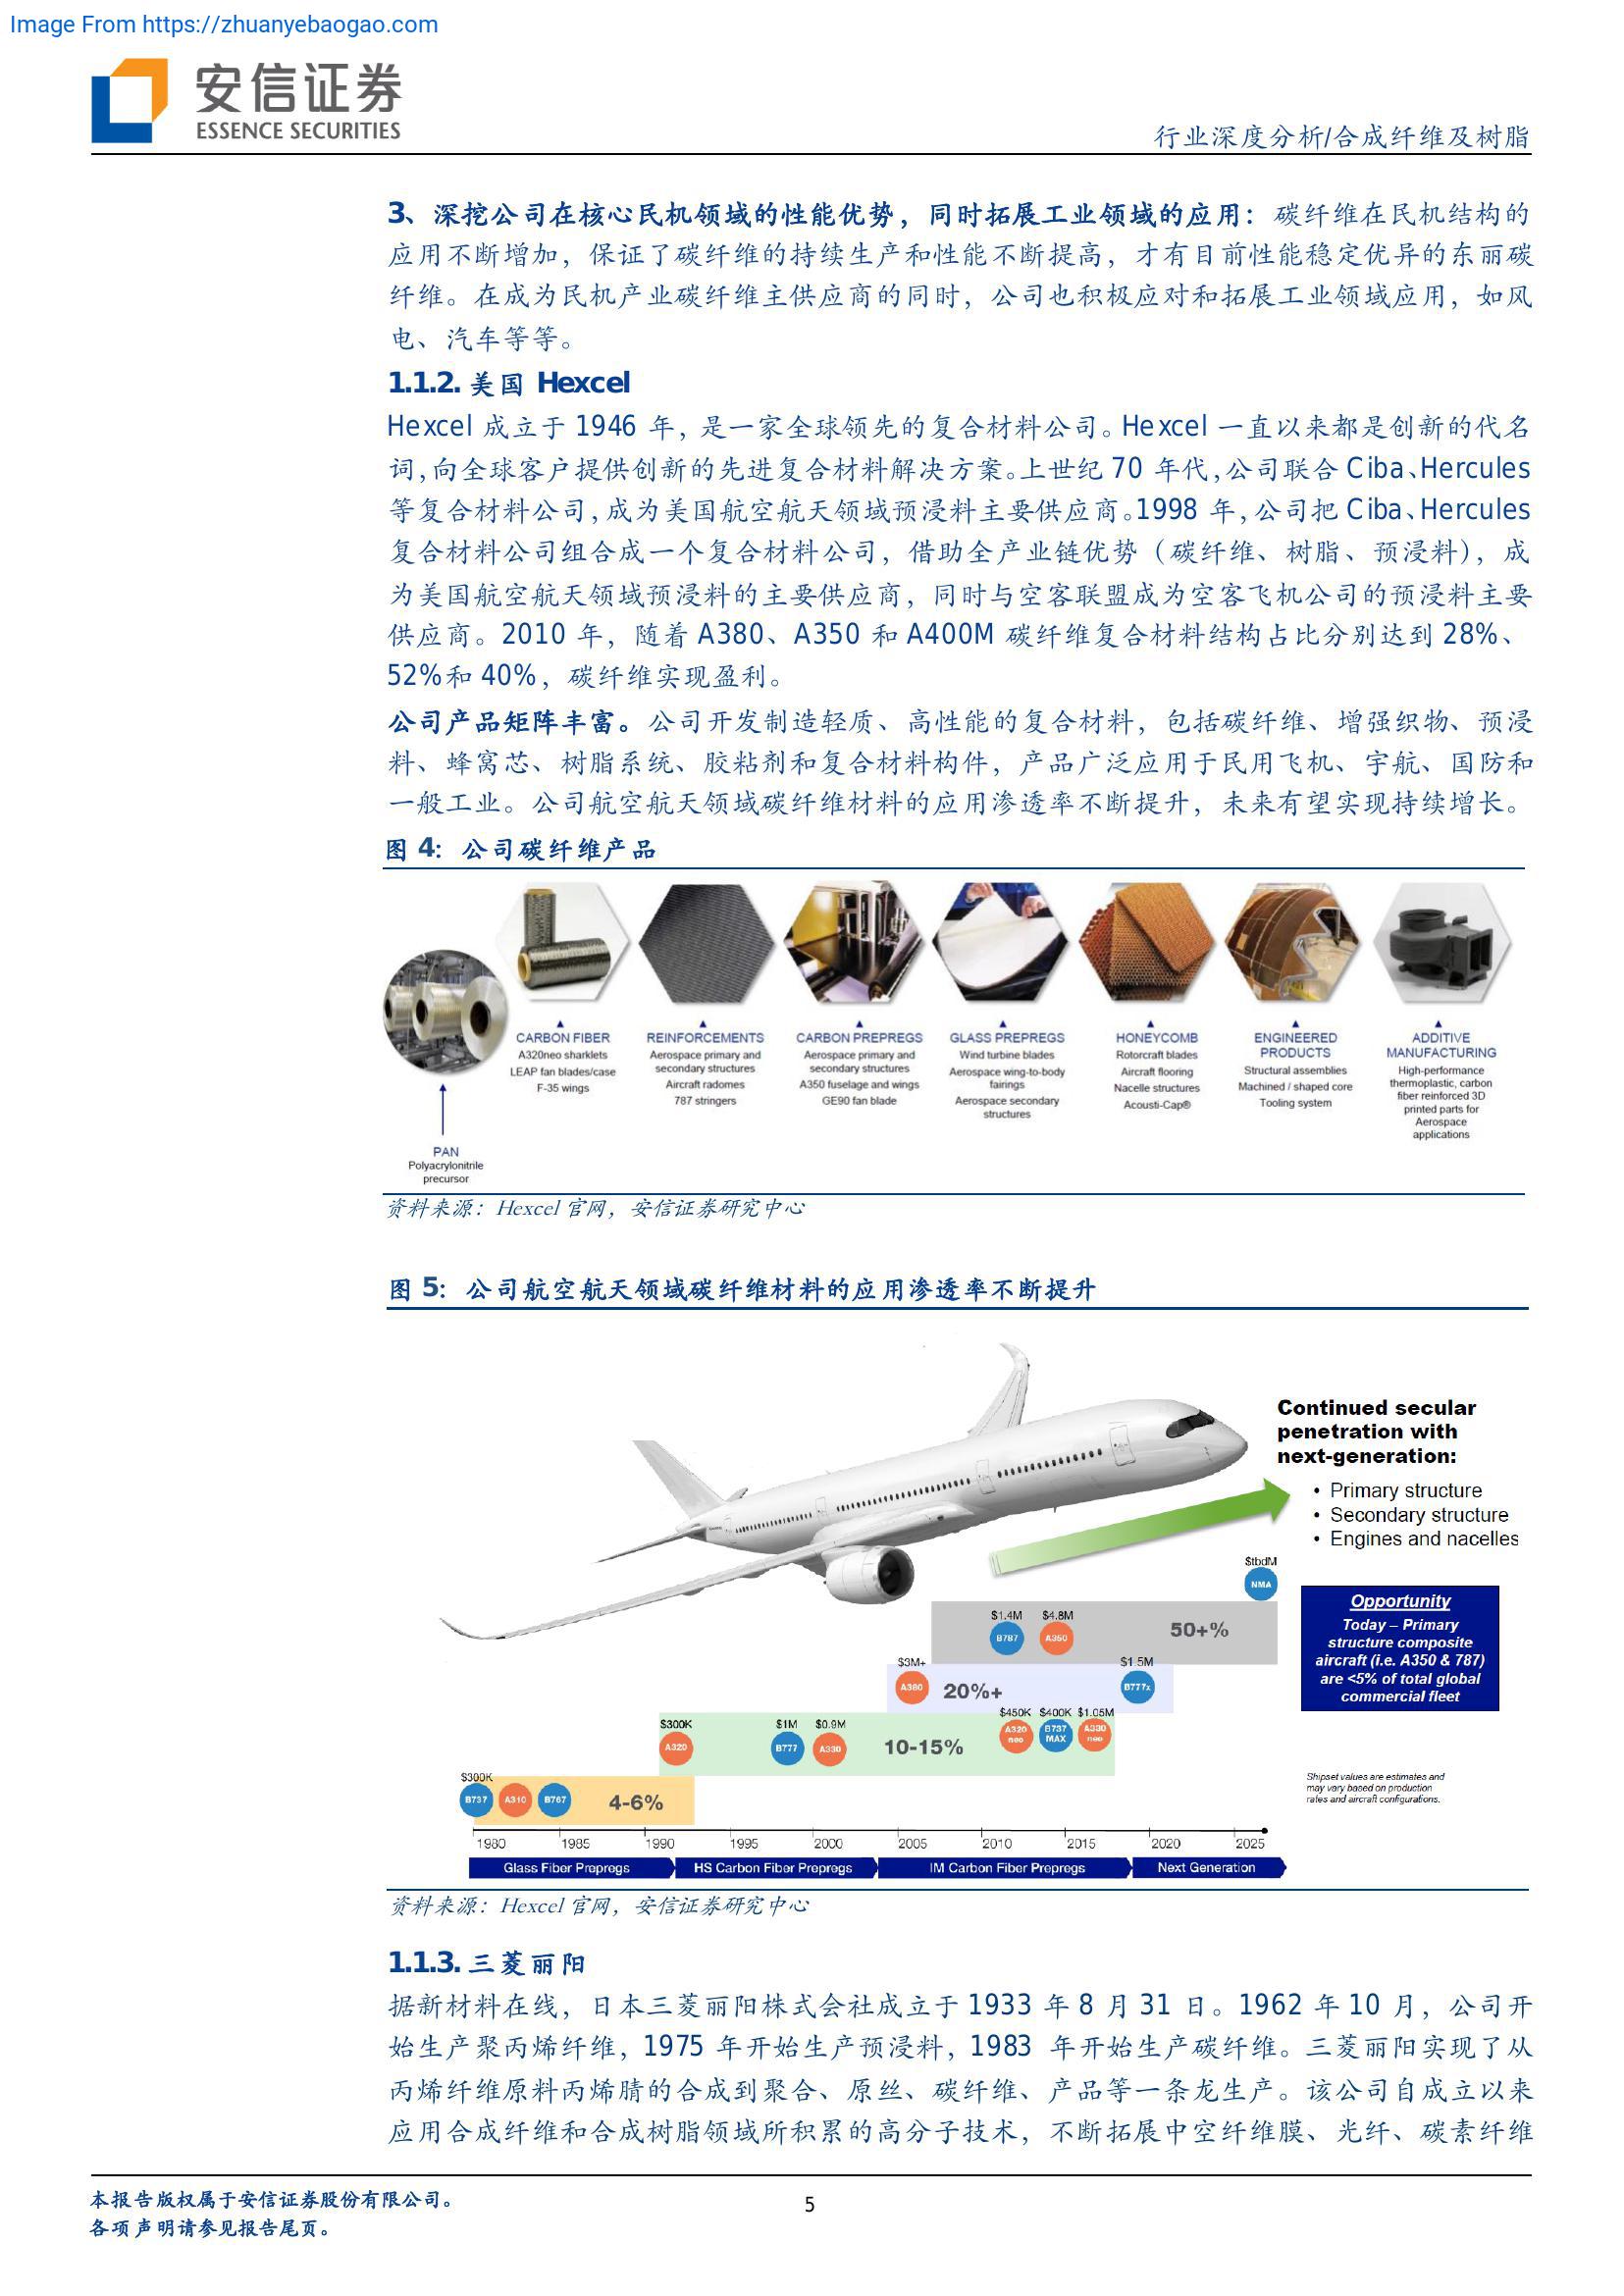 Image From https://zhuanyebaogao.com
安信证券
ESSENCE SECURITIES
行业深度分析/合成纤维及树脂
3、深挖公司在核心民机领域的性能优势，同时拓展工业领域的应用：碳纤维在民机结构的
应用不断增加，保证了碳纤维的持续生产和性能不断提高，才有目前性能稳定优异的东丽碳
纤维。在成为民机产业碳纤维主供应商的同时，公司也积极应对和拓展工业领域应用，如风
电、汽车等等。
1.1.2. 美国 Hexcel
Hexcel 成立于 1946 年，是一家全球领先的复合材料公司。Hexcel 一直以来都是创新的代名
词，向全球客户提供创新的先进复合材料解决方案。上世纪 70 年代，公司联合 Ciba、Hercules
等复合材料公司，成为美国航空航天领域预浸料主要供应商。1998 年，公司把 Ciba、Hercules
复合材料公司组合成一个复合材料公司，借助全产业链优势（碳纤维、树脂、预浸料），成
为美国航空航天领域预浸料的主要供应商，同时与空客联盟成为空客飞机公司的预浸料主要
供应商。2010 年，随着 A380、A350 和 A400M 碳纤维复合材料结构占比分别达到 28%、
52%和 40%，碳纤维实现盈利。
公司产品矩阵丰富。公司开发制造轻质、高性能的复合材料，包括碳纤维、增强织物、预浸
料、蜂窝芯、树脂系统、胶粘剂和复合材料构件，产品广泛应用于民用飞机、宇航、国防和
一般工业。公司航空航天领域碳纤维材料的应用渗透率不断提升，未来有望实现持续增长。
图 4：公司碳纤维产品
CARBON FIBER
A320neo sharklets
LEAP fan blades/case
F-35 wings
REINFORCEMENTS
Aerospace primary and
secondary structures
Aircraft radomes
787 stringers
CARBON PREPREGS
Aerospace primary and
secondary structures
A350 fuselage and wings
GE90 fan blade
GLASS PREPREGS
Wind turbine blades
Aerospace wing-to-body
fairings
Aerospace secondary
structures
HONEYCOMB
Rotorcraft blades
Aircraft flooring
Nacelle structures
Acousti-Cap®
ENGINEERED
PRODUCTS
Structural assemblies
Machined / shaped core
Tooling system
ADDITIVE
MANUFACTURING
High-performance
thermoplastic, carbon
fiber reinforced 3D
printed parts for
Aerospace
applications
PAN
Polyacrylonitrile
precursor
资料来源：Hexcel 官网，安信证券研究中心
图 5：公司航空航天领域碳纤维材料的应用渗透率不断提升
Continued secular
penetration with
next-generation:
• Primary structure
• Secondary structure
• Engines and nacelles
$tbdM
NMA
$1.4M $4.8M
B787 A350 50+%
$3M+ $1.5M
A380 20%+ B777x
$300K $1M $0.9M $450K $400K $1.05M
A320 B777 A330 10-15% A320 neo B737 MAX A330 neo
$300K
B737 A310 B767 4-6%
Opportunity
Today – Primary
structure composite
aircraft (i.e. A350 & 787)
are <5% of total global
commercial fleet
Shipset values are estimates and
may vary based on production
rates and aircraft configurations.
1980 1985 1990 1995 2000 2005 2010 2015 2020 2025
Glass Fiber Prepregs HS Carbon Fiber Prepregs IM Carbon Fiber Prepregs Next Generation
资料来源：Hexcel 官网，安信证券研究中心
1.1.3. 三菱丽阳
据新材料在线，日本三菱丽阳株式会社成立于 1933 年 8 月 31 日。1962 年 10 月，公司开
始生产聚丙烯纤维，1975 年开始生产预浸料，1983 年开始生产碳纤维。三菱丽阳实现了从
丙烯纤维原料丙烯腈的合成到聚合、原丝、碳纤维、产品等一条龙生产。该公司自成立以来
应用合成纤维和合成树脂领域所积累的高分子技术，不断拓展中空纤维膜、光纤、碳素纤维
本报告版权属于安信证券股份有限公司。
各项声明请参见报告尾页。
5